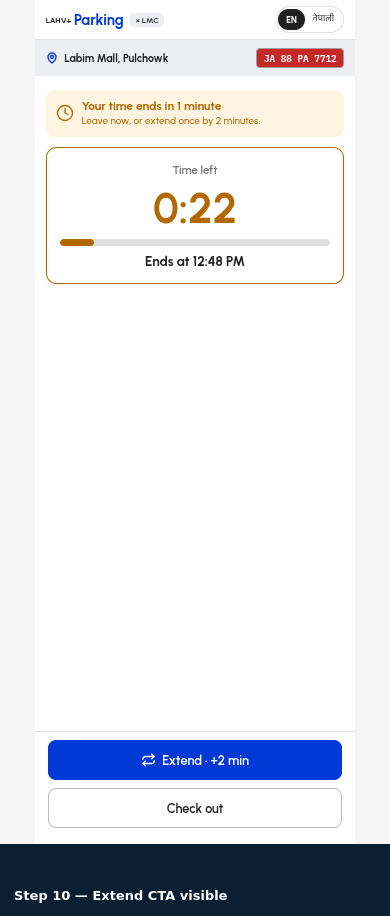 LAHV+ Parking × LMC EN नेपाली
Labim Mall, Pulchowk JA 88 PA 7712
Your time ends in 1 minute
Leave now, or extend once by 2 minutes.
Time left
0:22
Ends at 12:48 PM
Extend · +2 min
Check out
Step 10 — Extend CTA visible